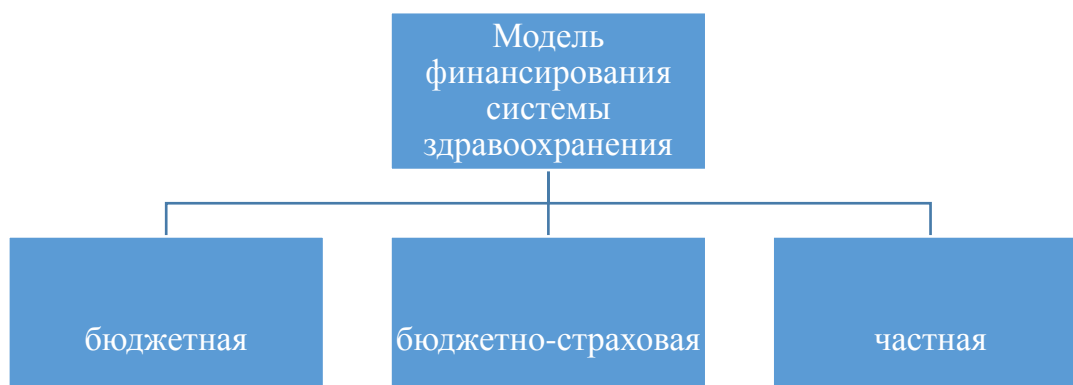 Модель
финансирования
системы
здравоохранения
бюджетная
бюджетно-страховая
частная